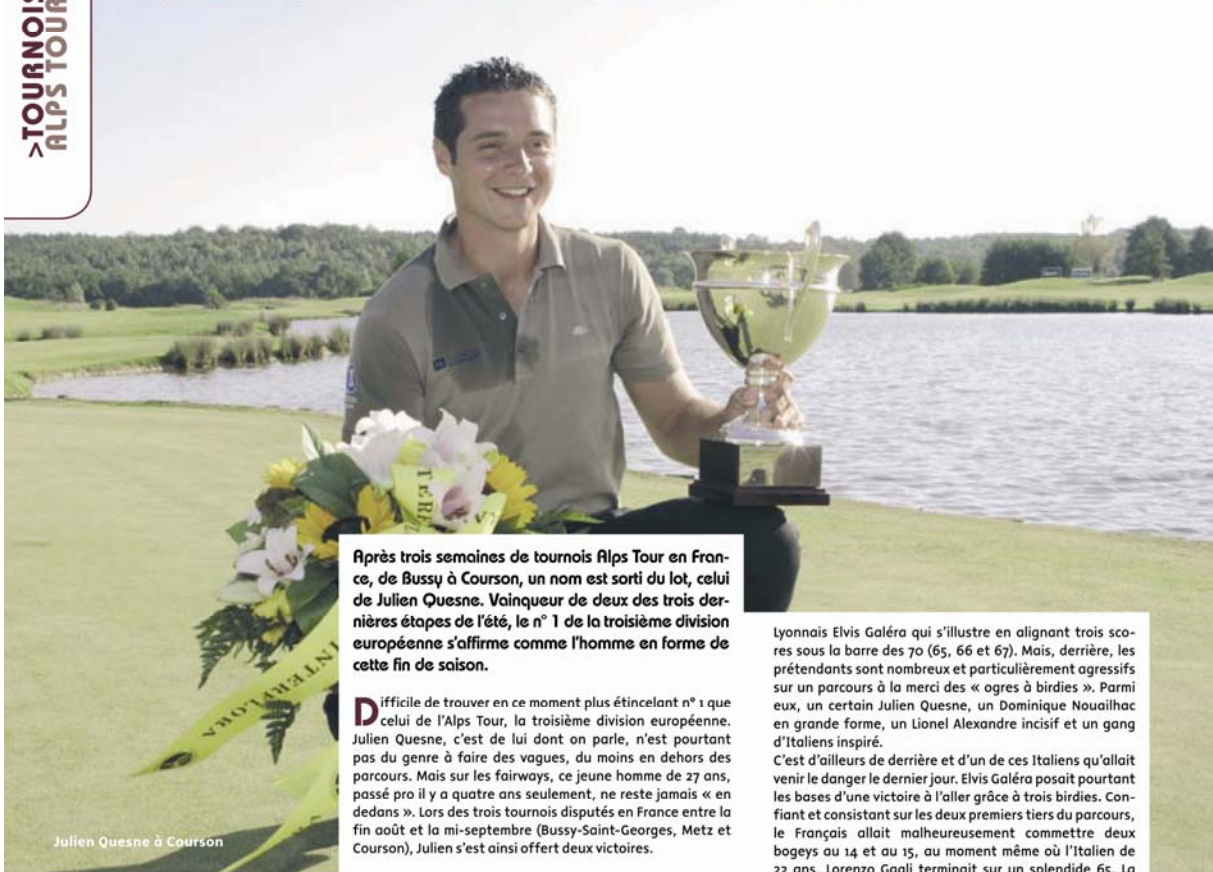 >TOURNOIS
ALPS TOUR
TERF
INTERFLORA
Julien Quesne à Courson
Après trois semaines de tournois Alps Tour en Fran-
ce, de Bussy à Courson, un nom est sorti du lot, celui
de Julien Quesne. Vainqueur de deux des trois der-
nières étapes de l'été, le n° 1 de la troisième division
européenne s'affirme comme l'homme en forme de
cette fin de saison.
Difficile de trouver en ce moment plus étincelant n° 1 que
celui de l'Alps Tour, la troisième division européenne.
Julien Quesne, c'est de lui dont on parle, n'est pourtant
pas du genre à faire des vagues, du moins en dehors des
parcours. Mais sur les fairways, ce jeune homme de 27 ans,
passé pro il y a quatre ans seulement, ne reste jamais « en
dedans ». Lors des trois tournois disputés en France entre la
fin août et la mi-septembre (Bussy-Saint-Georges, Metz et
Courson), Julien s'est ainsi offert deux victoires.
Lyonnais Elvis Galéra qui s'illustre en alignant trois sco-
res sous la barre des 70 (65, 66 et 67). Mais, derrière, les
prétendants sont nombreux et particulièrement agressifs
sur un parcours à la merci des « ogres à birdies ». Parmi
eux, un certain Julien Quesne, un Dominique Nouailhac
en grande forme, un Lionel Alexandre incisif et un gang
d'Italiens inspiré.
C'est d'ailleurs de derrière et d'un de ces Italiens qu'allait
venir le danger le dernier jour. Elvis Galéra posait pourtant
les bases d'une victoire à l'aller grâce à trois birdies. Con-
fiant et consistant sur les deux premiers tiers du parcours,
le Français allait malheureusement commettre deux
bogeys au 14 et au 15, au moment même où l'Italien de
22 ans, Lorenzo Gagli terminait sur un splendide 65. La